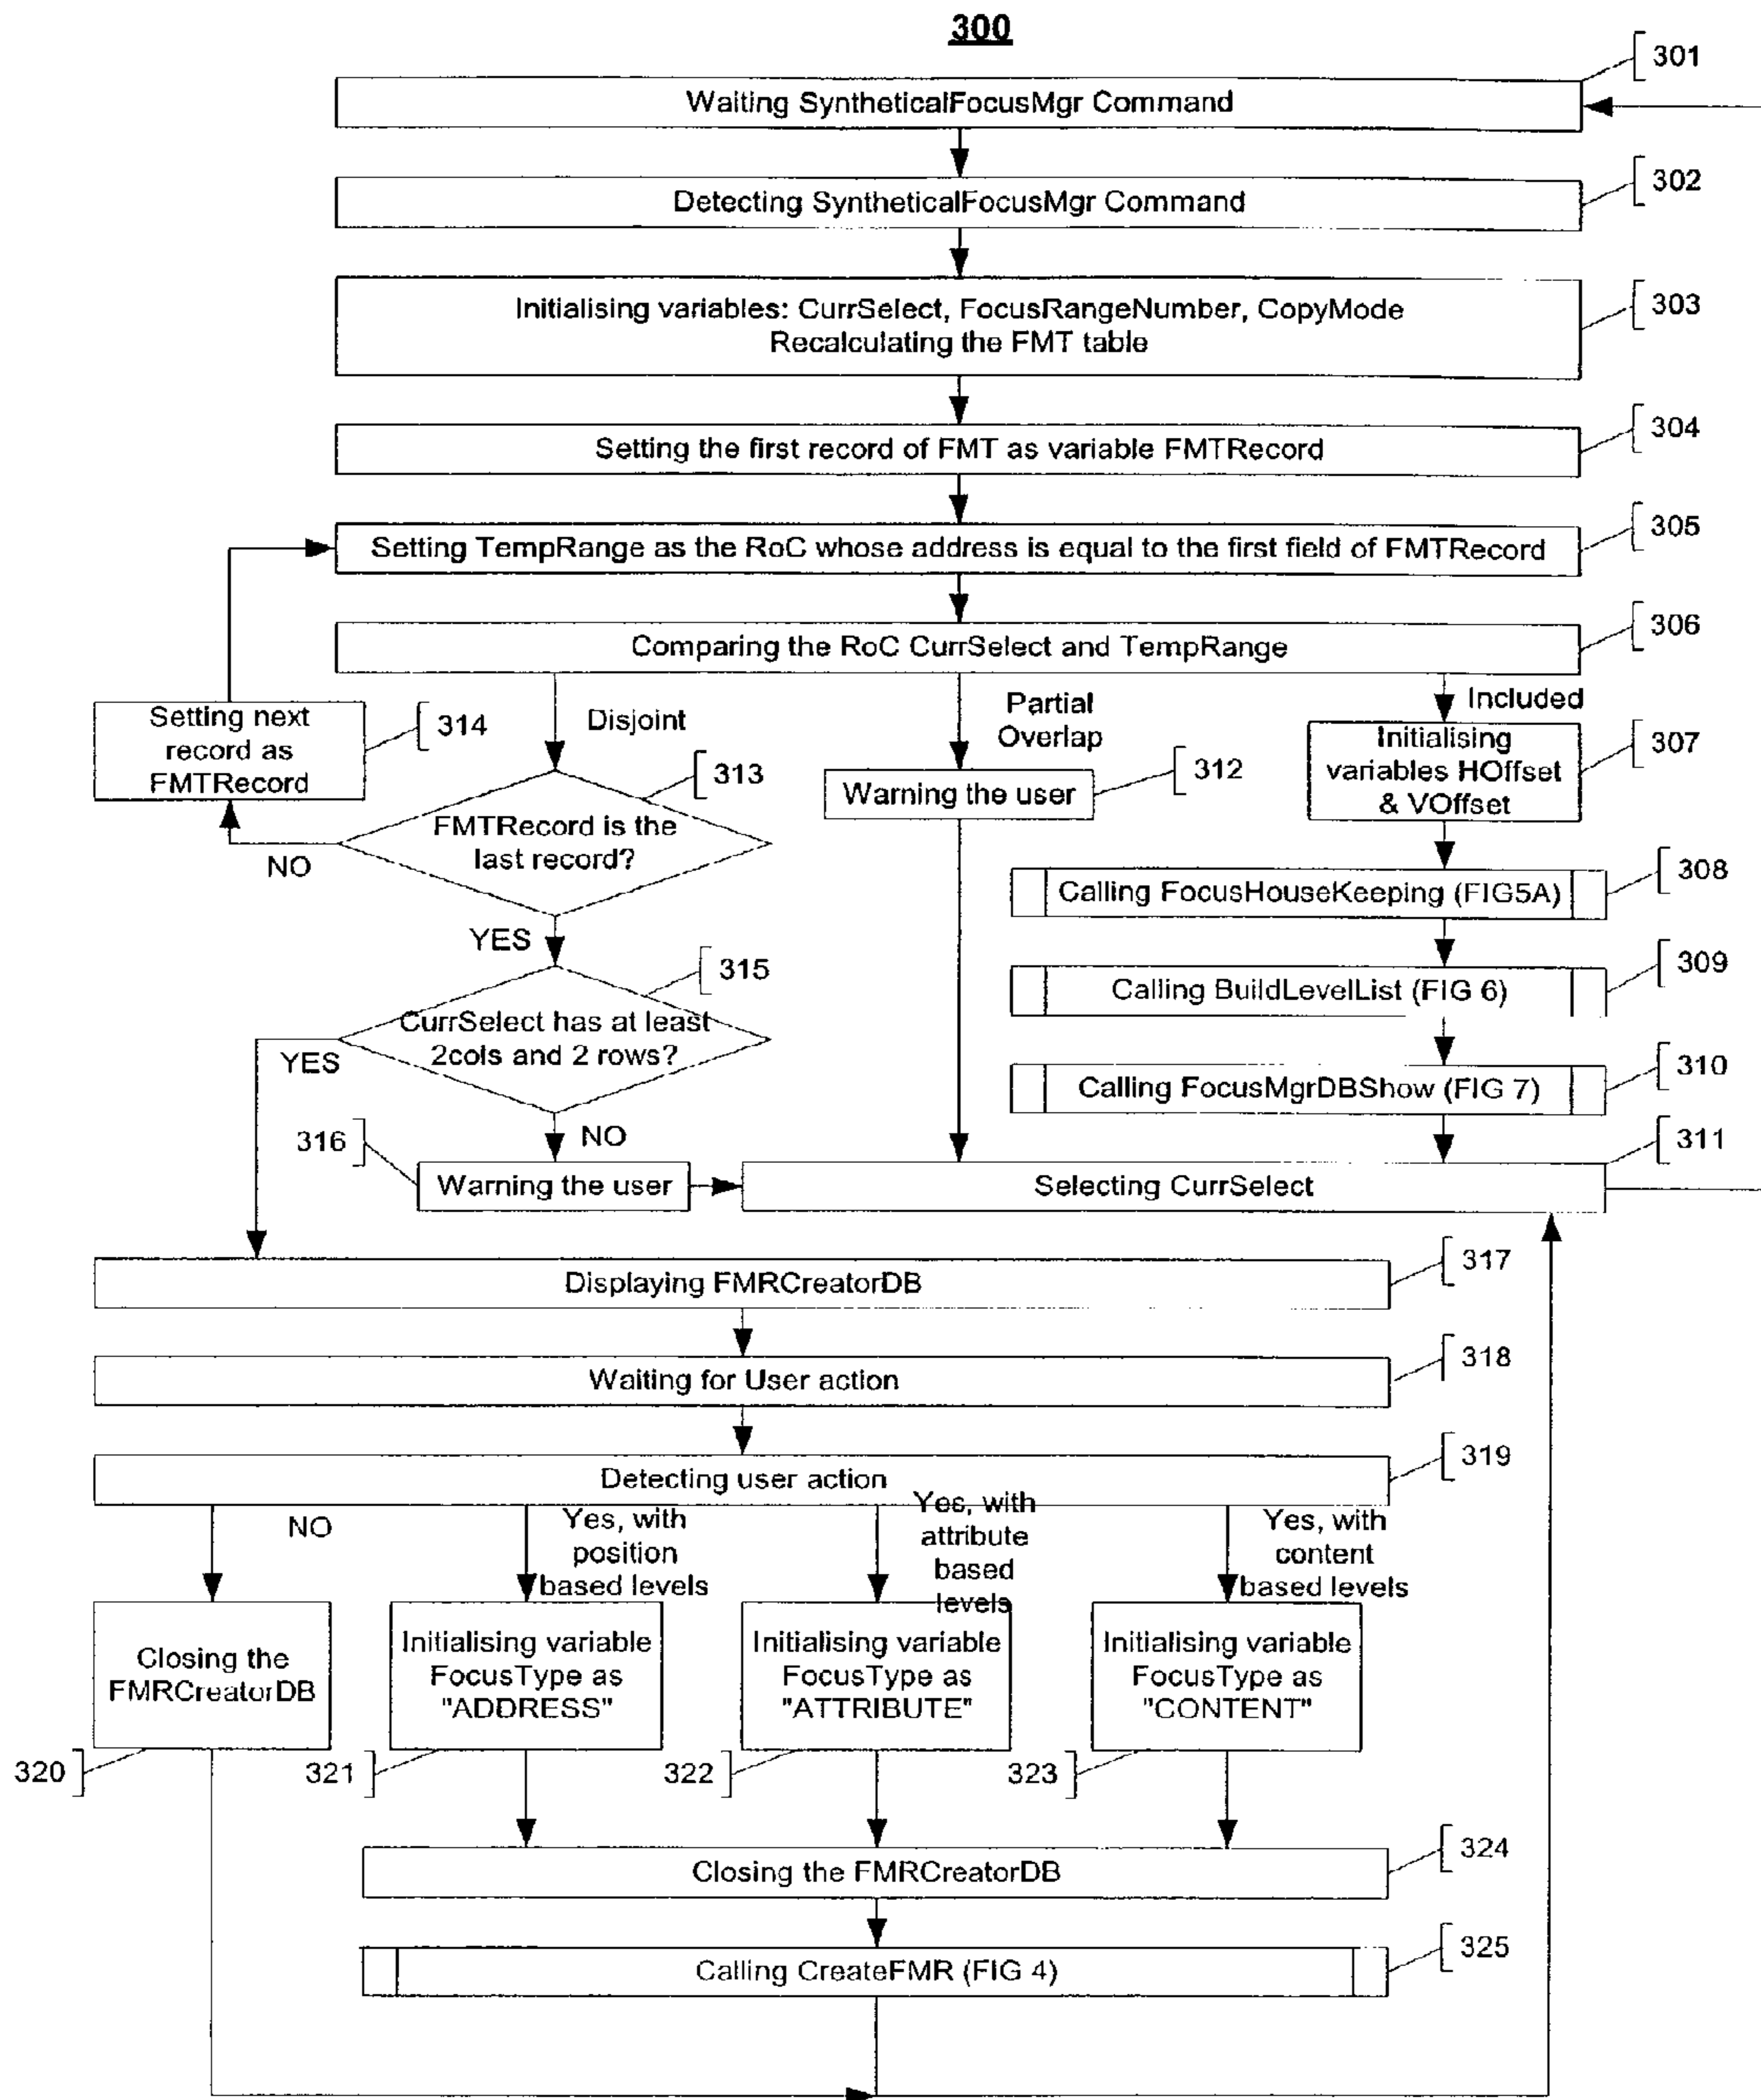 300
301
Waiting SyntheticalFocusMgr Command
302
Detecting SyntheticalFocusMgr Command
303
Initialising variables: CurrSelect, FocusRangeNumber, CopyMode
Recalculating the FMT table
304
Setting the first record of FMT as variable FMTRecord
305
Setting TempRange as the RoC whose address is equal to the first field of FMTRecord
306
Comparing the RoC CurrSelect and TempRange
Setting next
record as
FMTRecord
314
Disjoint
Partial
Overlap
Included
Initialising
variables HOffset
& VOffset
307
313
FMTRecord is the
last record?
NO
YES
Warning the user
312
Calling FocusHouseKeeping (FIG5A)
308
Calling BuildLevelList (FIG 6)
309
315
CurrSelect has at least
2cols and 2 rows?
YES
NO
Calling FocusMgrDBShow (FIG 7)
310
316
Warning the user
Selecting CurrSelect
311
Displaying FMRCreatorDB
317
Waiting for User action
318
Detecting user action
319
NO
Yes, with
position
based levels
Yes, with
attribute
based
levels
Yes, with
content
based levels
Closing the
FMRCreatorDB
Initialising variable
FocusType as
"ADDRESS"
Initialising variable
FocusType as
"ATTRIBUTE"
Initialising variable
FocusType as
"CONTENT"
320
321
322
323
Closing the FMRCreatorDB
324
Calling CreateFMR (FIG 4)
325